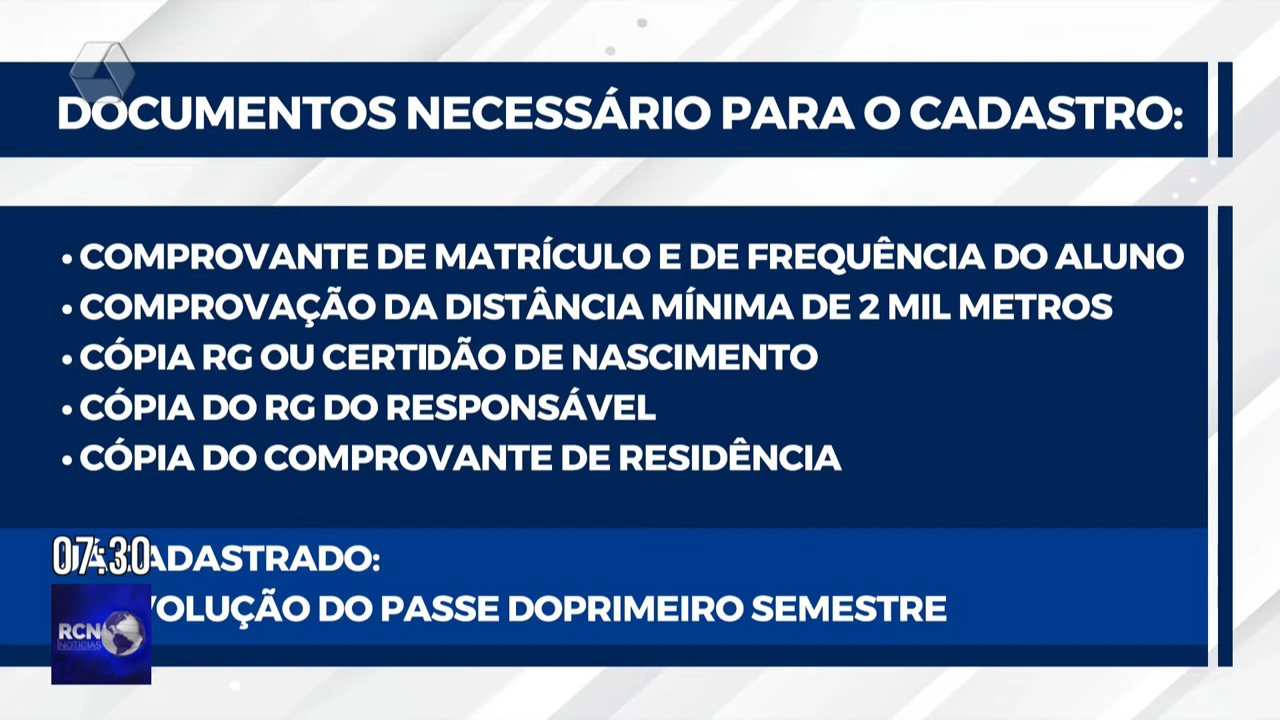 DOCUMENTOS NECESSÁRIO PARA O CADASTRO:
• COMPROVANTE DE MATRÍCULO E DE FREQUÊNCIA DO ALUNO
• COMPROVAÇÃO DA DISTÂNCIA MÍNIMA DE 2 MIL METROS
• CÓPIA RG OU CERTIDÃO DE NASCIMENTO
• CÓPIA DO RG DO RESPONSÁVEL
• CÓPIA DO COMPROVANTE DE RESIDÊNCIA
07:30
CADASTRADO:
DO PASSE DOPRIMEIRO SEMESTRE
RCN
NOTÍCIAS